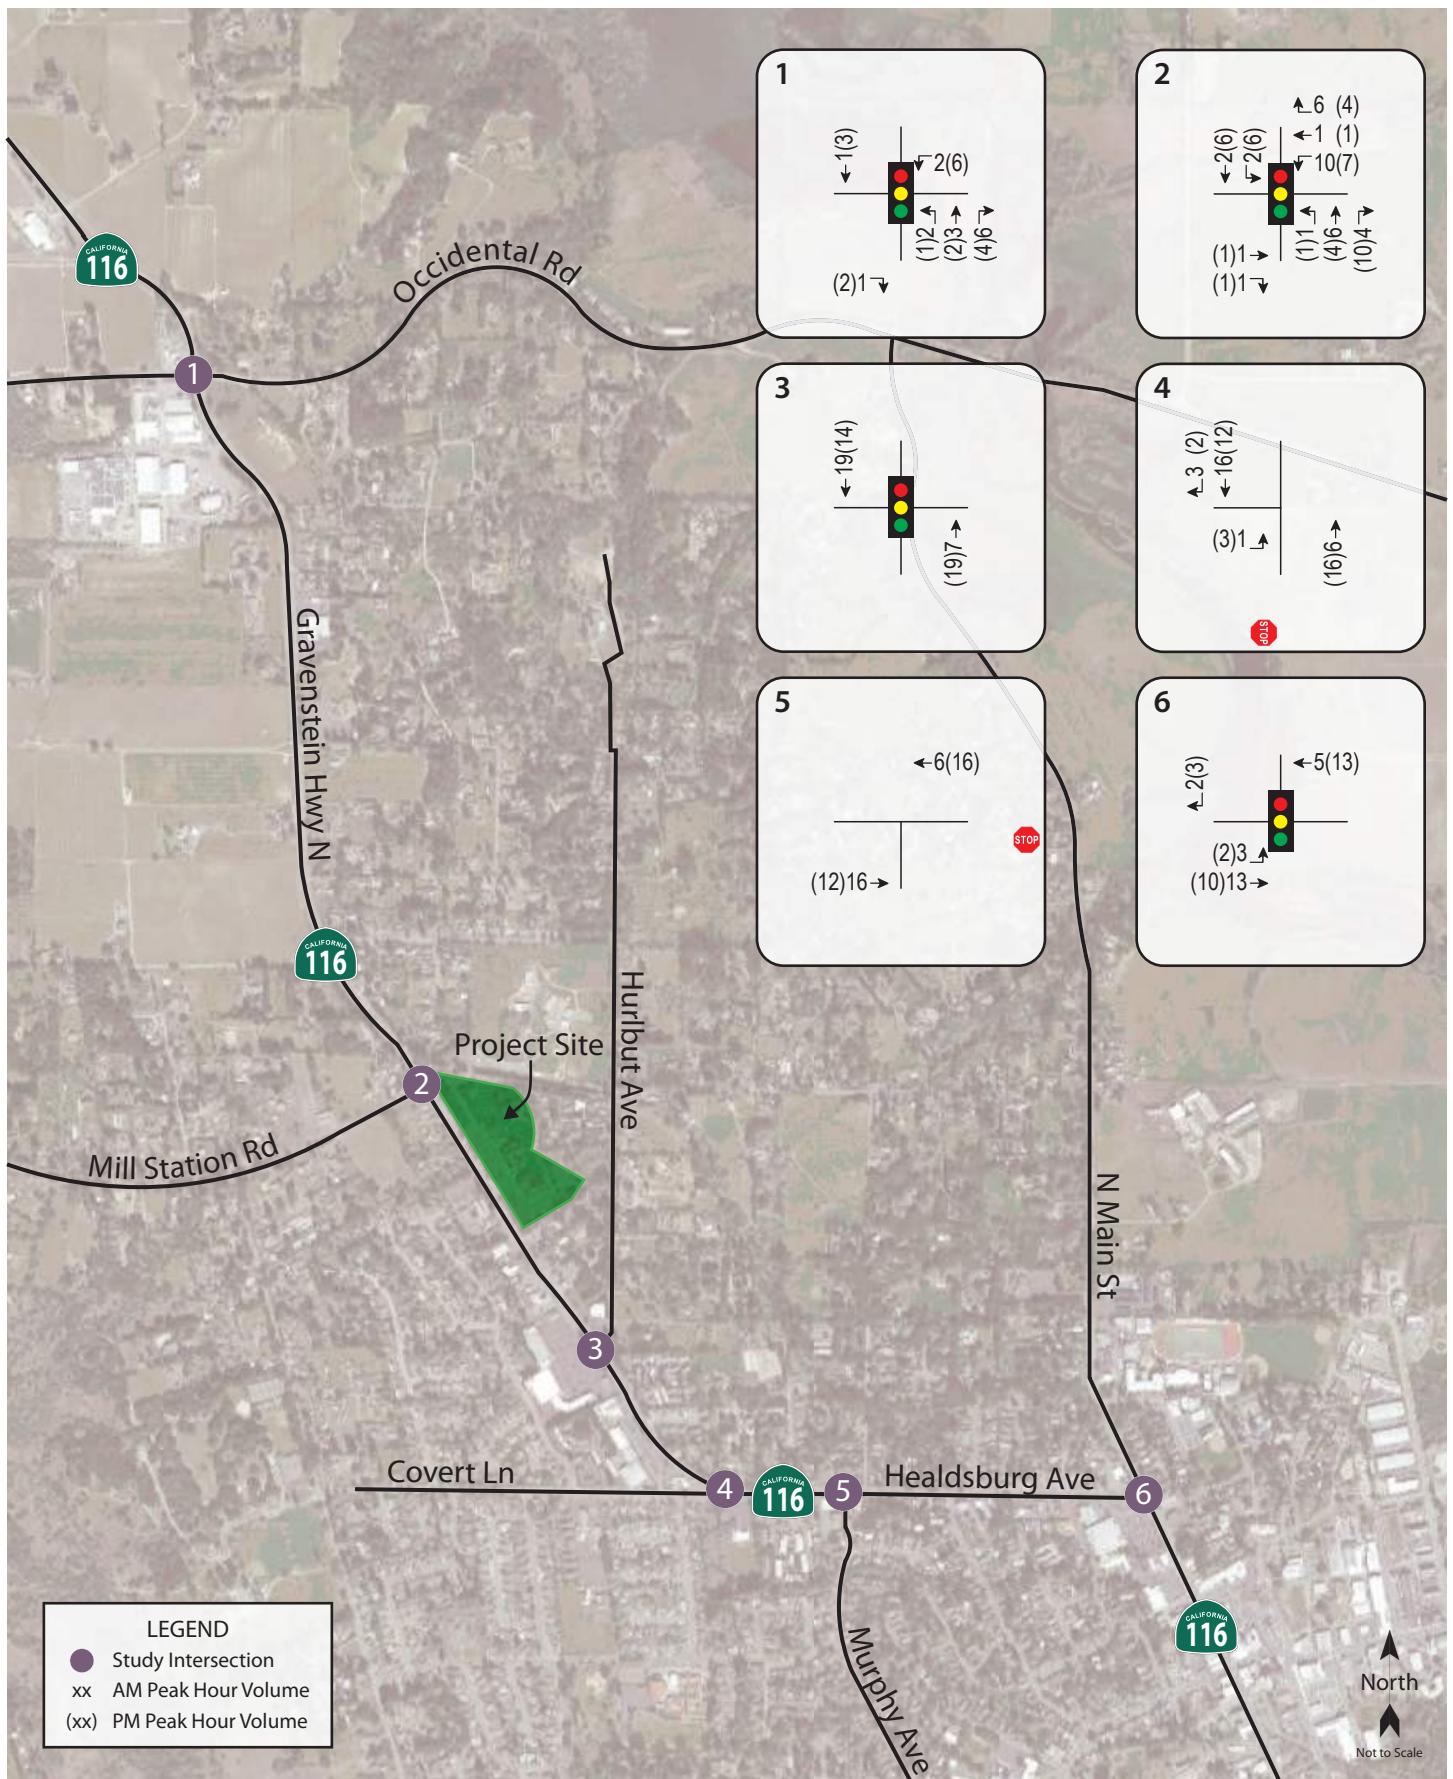 1
1(3)
2(6)
(1)2
(2)3
(4)6
(2)1
2
2(6)
2(6)
6 (4)
1 (1)
10(7)
(1)1
(4)6
(10)4
(1)1
(1)1
3
19(14)
(19)7
4
3 (2)
16(12)
(3)1
(16)6
STOP
5
6(16)
(12)16
STOP
6
2(3)
5(13)
(2)3
(10)13
CALIFORNIA
116
Occidental Rd
1
Gravenstein Hwy N
CALIFORNIA
116
Hurlbut Ave
Project Site
2
Mill Station Rd
N Main St
3
Covert Ln
4
CALIFORNIA
116
5
Healdsburg Ave
6
CALIFORNIA
116
Murphy Ave
LEGEND
Study Intersection
xx AM Peak Hour Volume
(xx) PM Peak Hour Volume
North
Not to Scale